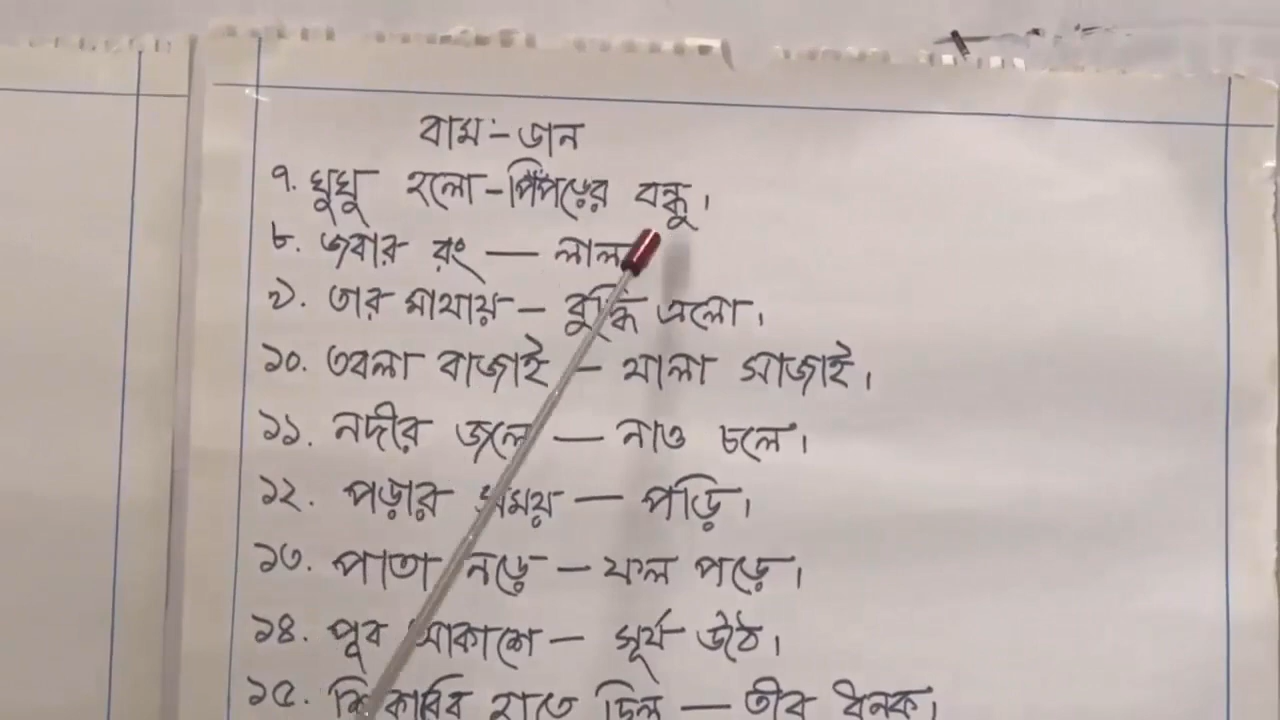 বাম :- ডান
৭. ঘুঘু হলো - পিঁপড়ের বন্ধু।
৮. জবার রং — লাল
৯. তার মাথায় — বুদ্ধি এলো।
১০. তবলা বাজাই — থালা সাজাই।
১১. নদীর জলে — নাও চলে।
১২. পড়ার সময় — পড়ি।
১৩. পাতা নড়ে — ফল পড়ে।
১৪. পূব আকাশে — সূর্য উঠে।
১৫. শিকারির হাতে ছিল — তীর ধনুক।